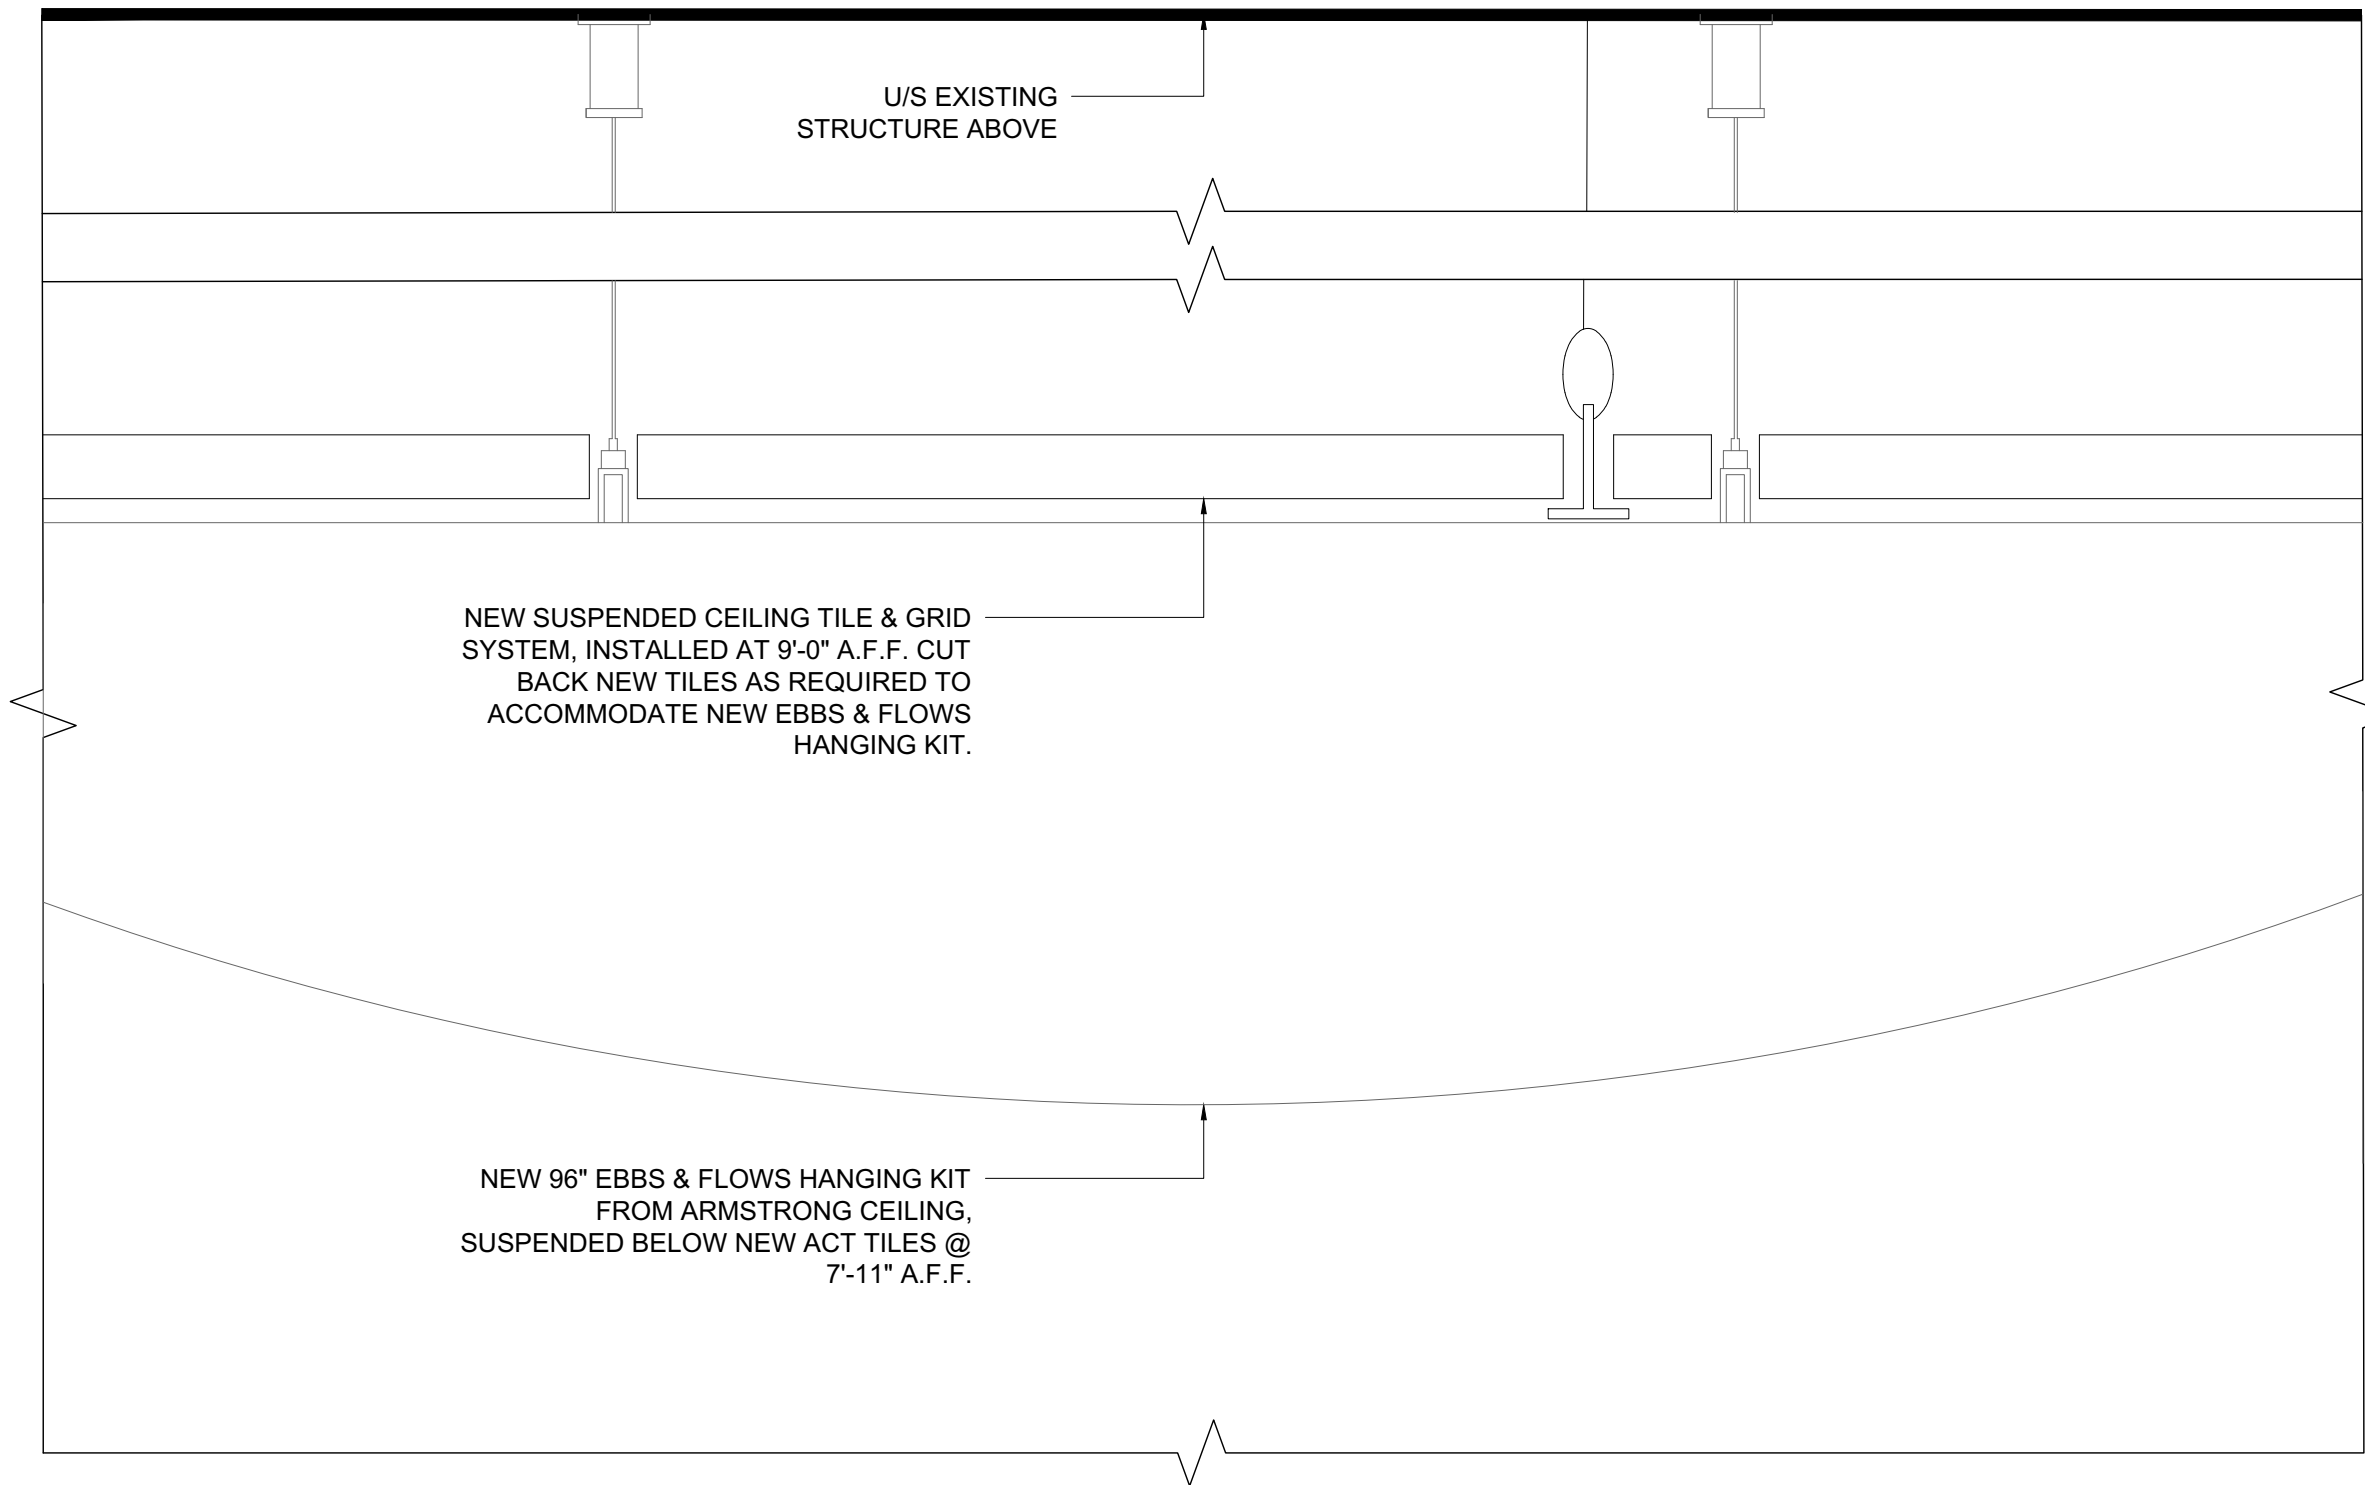 U/S EXISTING
STRUCTURE ABOVE
NEW SUSPENDED CEILING TILE & GRID
SYSTEM, INSTALLED AT 9'-0" A.F.F. CUT
BACK NEW TILES AS REQUIRED TO
ACCOMMODATE NEW EBBS & FLOWS
HANGING KIT.
NEW 96" EBBS & FLOWS HANGING KIT
FROM ARMSTRONG CEILING,
SUSPENDED BELOW NEW ACT TILES @
7'-11" A.F.F.